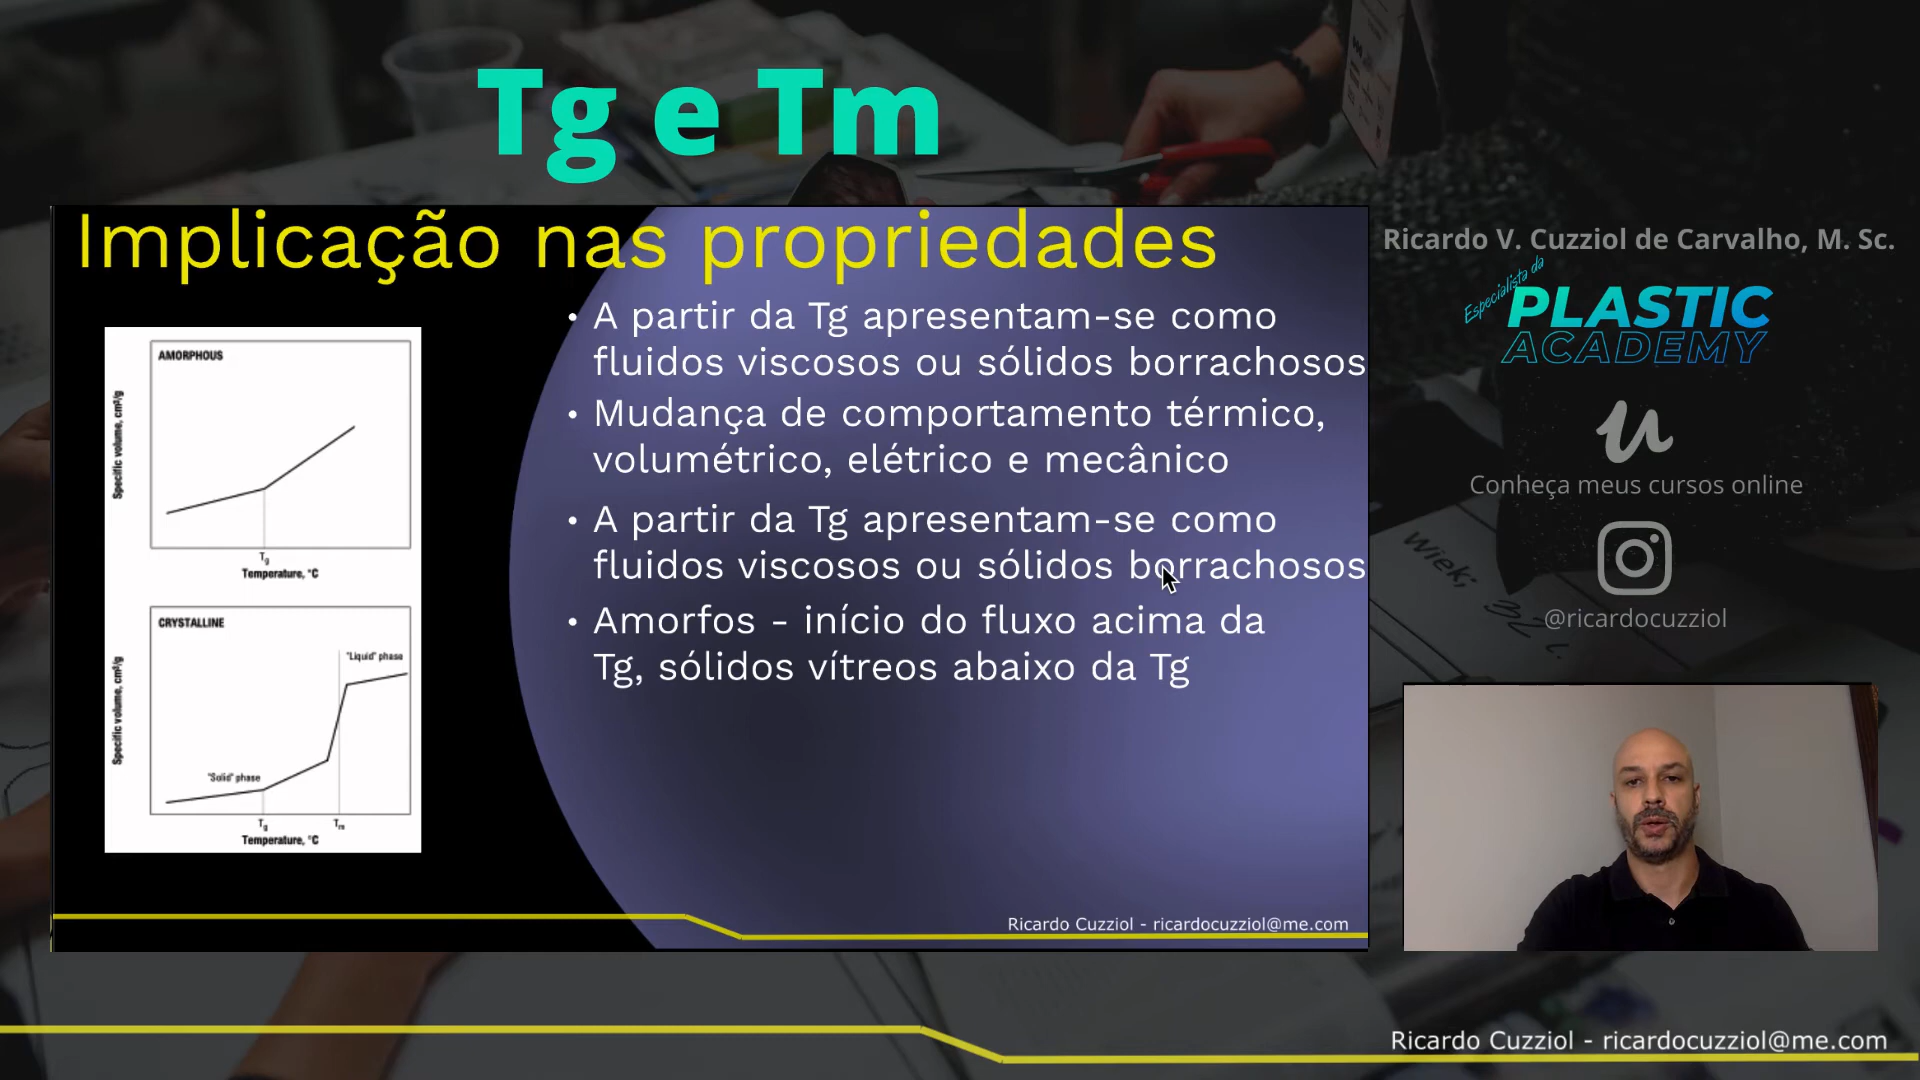 Tg e Tm
Implicação nas propriedades
AMORPHOUS
Specific volume, cm³/g
Tg
Temperature, °C
CRYSTALLINE
"Liquid" phase
Specific volume, cm³/g
"Solid" phase
Tg
Tm
Temperature, °C
• A partir da Tg apresentam-se como
fluidos viscosos ou sólidos borrachosos
• Mudança de comportamento térmico,
volumétrico, elétrico e mecânico
• A partir da Tg apresentam-se como
fluidos viscosos ou sólidos borrachosos
• Amorfos - início do fluxo acima da
Tg, sólidos vítreos abaixo da Tg
Ricardo Cuzziol - ricardocuzziol@me.com
Ricardo V. Cuzziol de Carvalho, M. Sc.
Especialista da
PLASTIC
ACADEMY
Conheça meus cursos online
@ricardocuzziol
Wiek;
Ricardo Cuzziol - ricardocuzziol@me.com